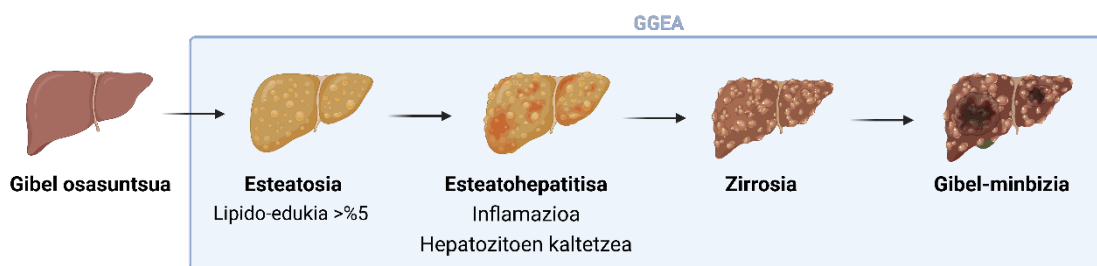 GGEA
Gibel osasuntsua
Esteatosia
Lipido-edukia >%5
Esteatohepatitisa
Inflamazioa
Hepatozitoen kaltetzea
Zirrosia
Gibel-minbizia